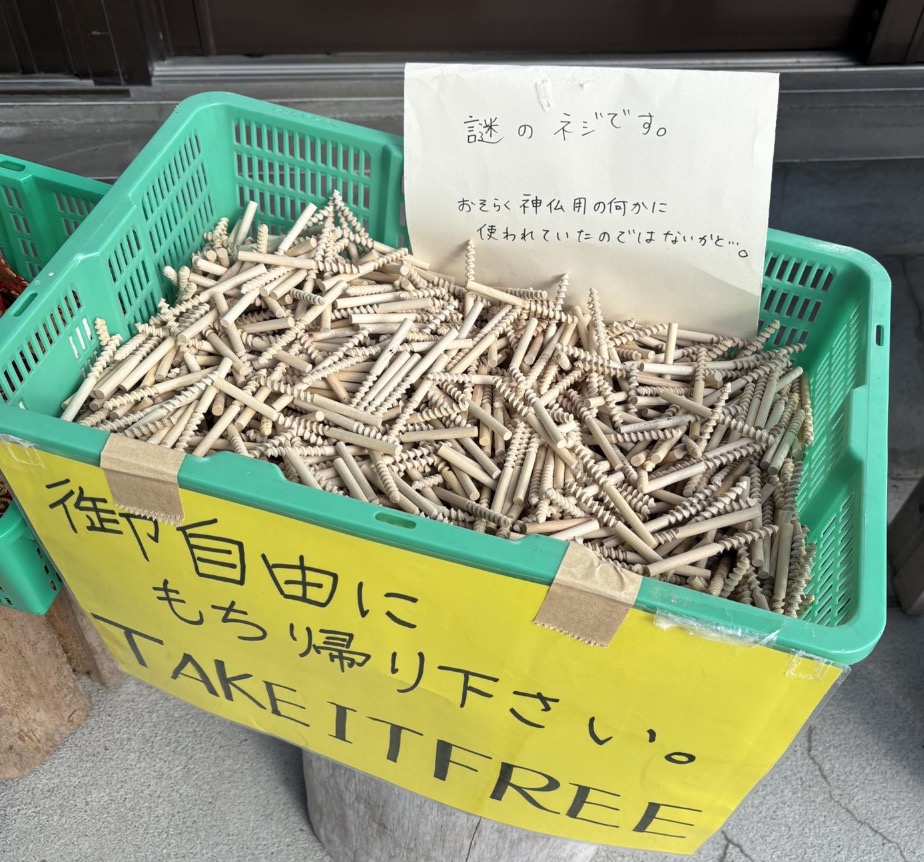 謎のネジです。
おそらく神仏用の何かに
使われていたのではないかと…。
御自由に
もち帰り下さい。
TAKE IT FREE